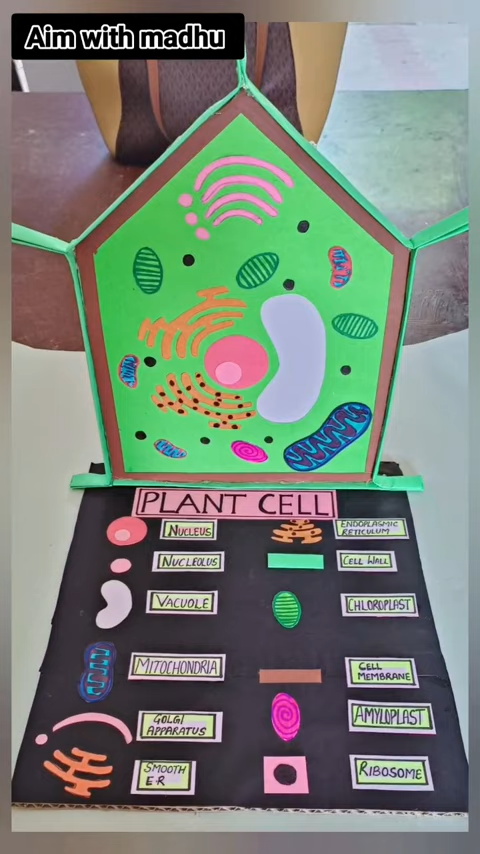 Aim with madhu
PLANT CELL
NUCLEUS
ENDOPLASMIC
RETICULUM
NUCLEOLUS
CELL WALL
VACUOLE
CHLOROPLAST
MITOCHONDRIA
CELL
MEMBRANE
GOLGI
APPARATUS
AMYLOPLAST
SMOOTH
E·R
RIBOSOME